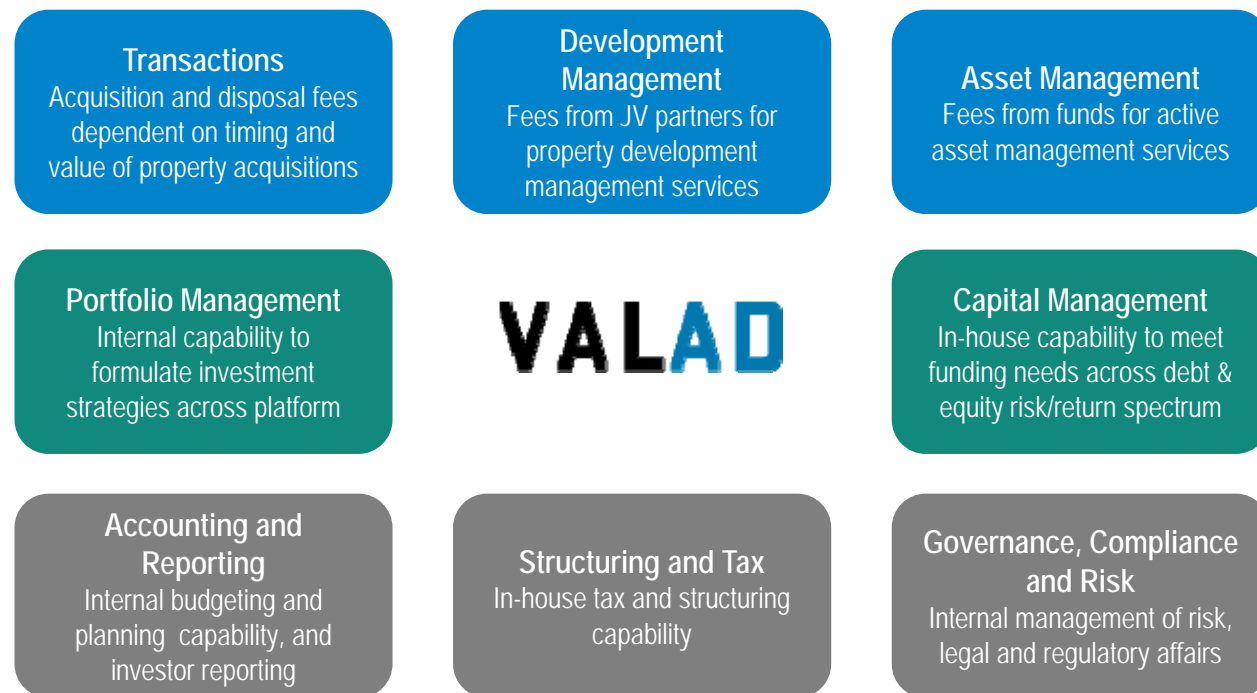 Transactions
Acquisition and disposal fees
dependent on timing and
value of property acquisitions
Development
Management
Fees from JV partners for
property development
management services
Asset Management
Fees from funds for active
asset management services
Portfolio Management
Internal capability to
formulate investment
strategies across platform
VALAD
Capital Management
In-house capability to meet
funding needs across debt &
equity risk/return spectrum
Accounting and
Reporting
Internal budgeting and
planning capability, and
investor reporting
Structuring and Tax
In-house tax and structuring
capability
Governance, Compliance
and Risk
Internal management of risk,
legal and regulatory affairs